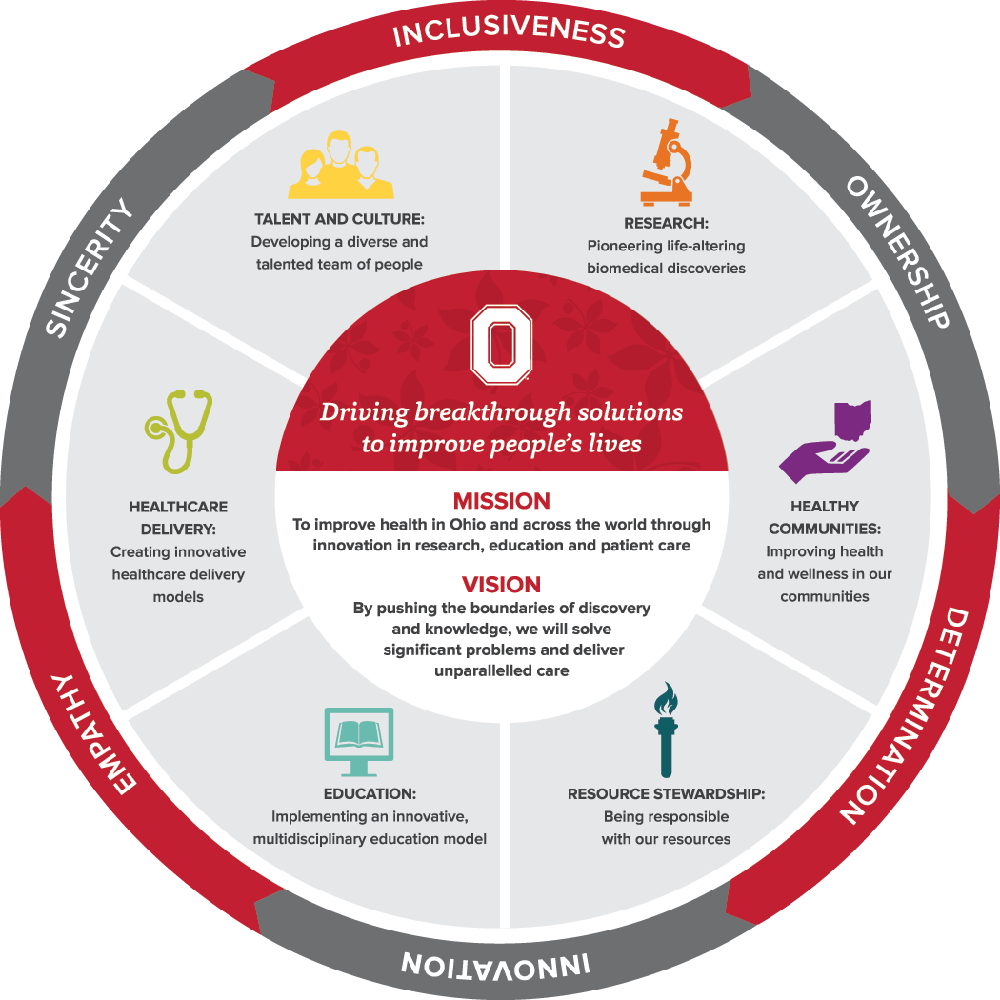 INCLUSIVENESS
OWNERSHIP
DETERMINATION
INNOVATION
EMPATHY
SINCERITY
TALENT AND CULTURE:
Developing a diverse and
talented team of people
RESEARCH:
Pioneering life-altering
biomedical discoveries
HEALTHCARE
DELIVERY:
Creating innovative
healthcare delivery
models
HEALTHY
COMMUNITIES:
Improving health
and wellness in our
communities
EDUCATION:
Implementing an innovative,
multidisciplinary education model
RESOURCE STEWARDSHIP:
Being responsible
with our resources
O
Driving breakthrough solutions
to improve people's lives
MISSION
To improve health in Ohio and across the world through
innovation in research, education and patient care
VISION
By pushing the boundaries of discovery
and knowledge, we will solve
significant problems and deliver
unparallelled care